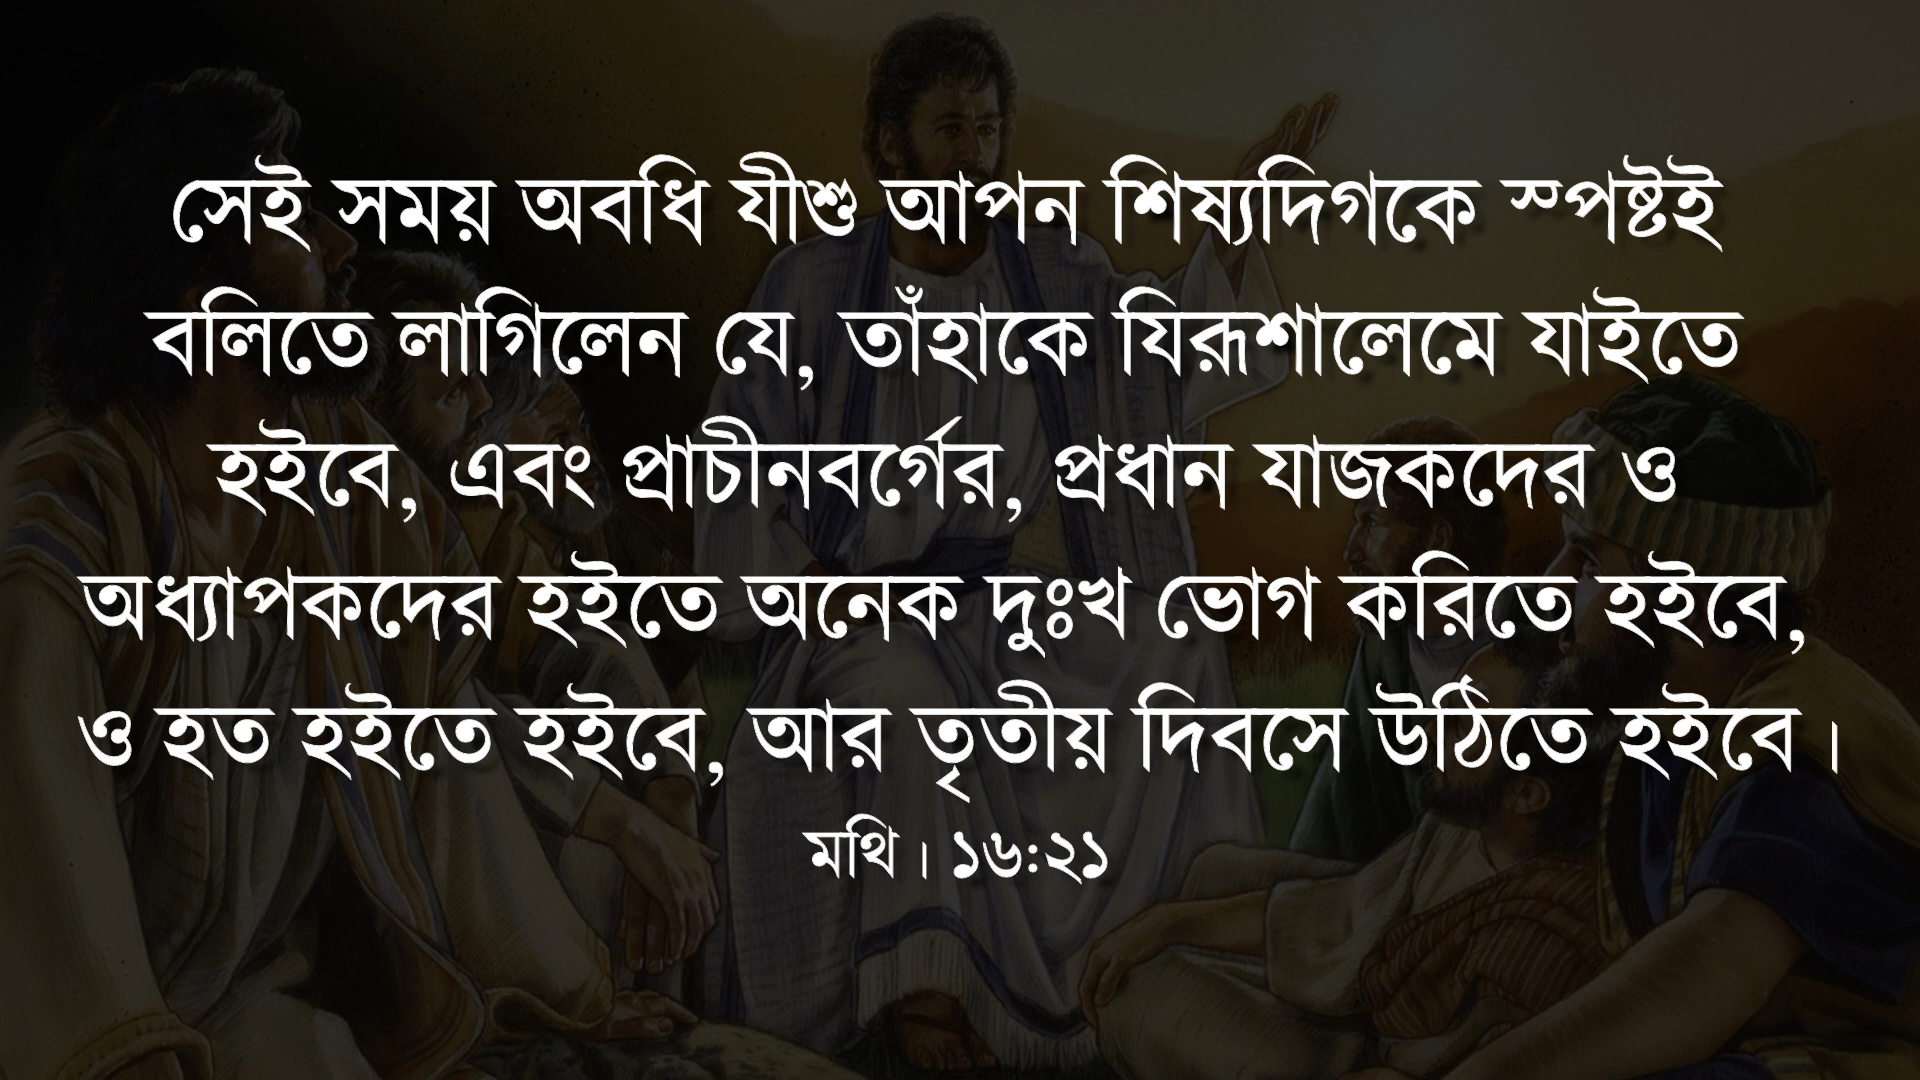 সেই সময় অবধি যীশু আপন শিষ্যদিগকে স্পষ্টই
বলিতে লাগিলেন যে, তাঁহাকে যিরূশালেমে যাইতে
হইবে, এবং প্রাচীনবর্গের, প্রধান যাজকদের ও
অধ্যাপকদের হইতে অনেক দুঃখ ভোগ করিতে হইবে,
ও হত হইতে হইবে, আর তৃতীয় দিবসে উঠিতে হইবে।
মথি। ১৬:২১